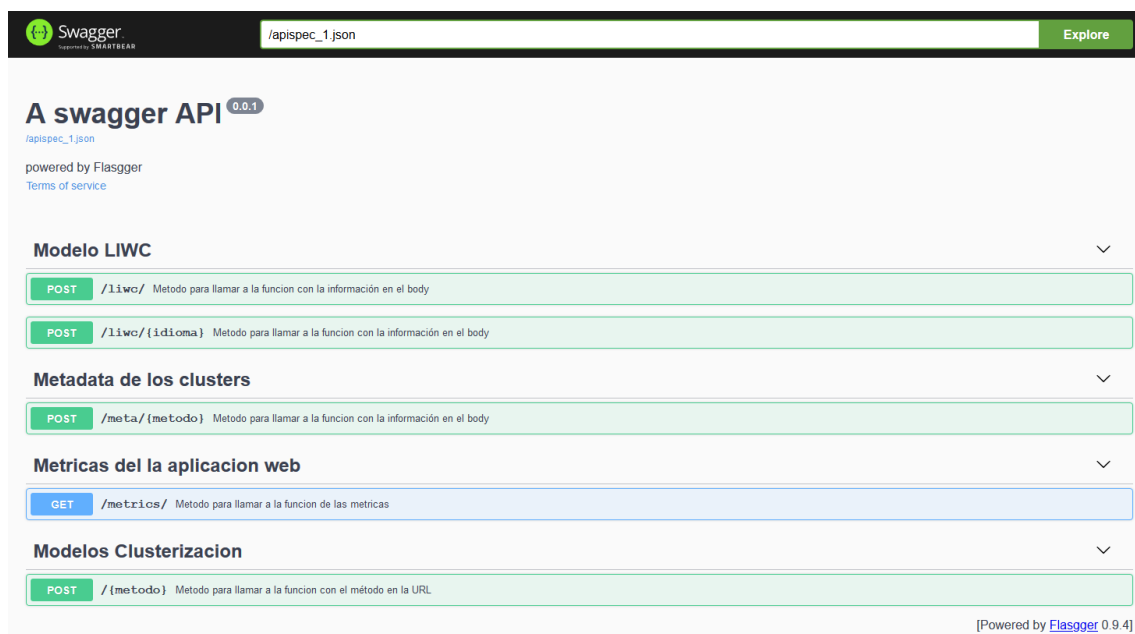 {··} Swagger.
Supported by SMARTBEAR
/apispec_1.json
Explore
A swagger API 0.0.1
/apispec_1.json
powered by Flasgger
Terms of service
Modelo LIWC
POST /liwc/ Metodo para llamar a la funcion con la información en el body
POST /liwc/{idioma} Metodo para llamar a la funcion con la información en el body
Metadata de los clusters
POST /meta/{metodo} Metodo para llamar a la funcion con la información en el body
Metricas del la aplicacion web
GET /metrics/ Metodo para llamar a la funcion de las metricas
Modelos Clusterizacion
POST /{metodo} Metodo para llamar a la funcion con el método en la URL
[Powered by Flasgger 0.9.4]